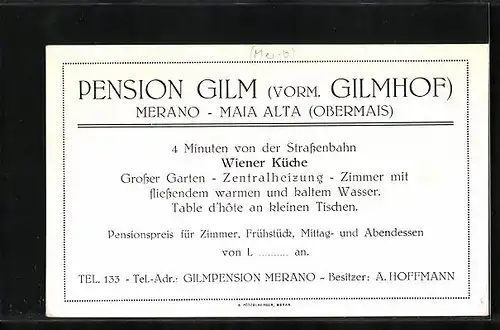 PENSION GILM (VORM. GILMHOF)
MERANO - MAIA ALTA (OBERMAIS)
4 Minuten von der Straßenbahn
Wiener Küche
Großer Garten - Zentralheizung - Zimmer mit
fließendem warmen und kaltem Wasser.
Table d'hôte an kleinen Tischen.
Pensionspreis für Zimmer, Frühstück, Mittag- und Abendessen
von L .......... an.
TEL. 133 - Tel.-Adr.: GILMPENSION MERANO - Besitzer: A. HOFFMANN